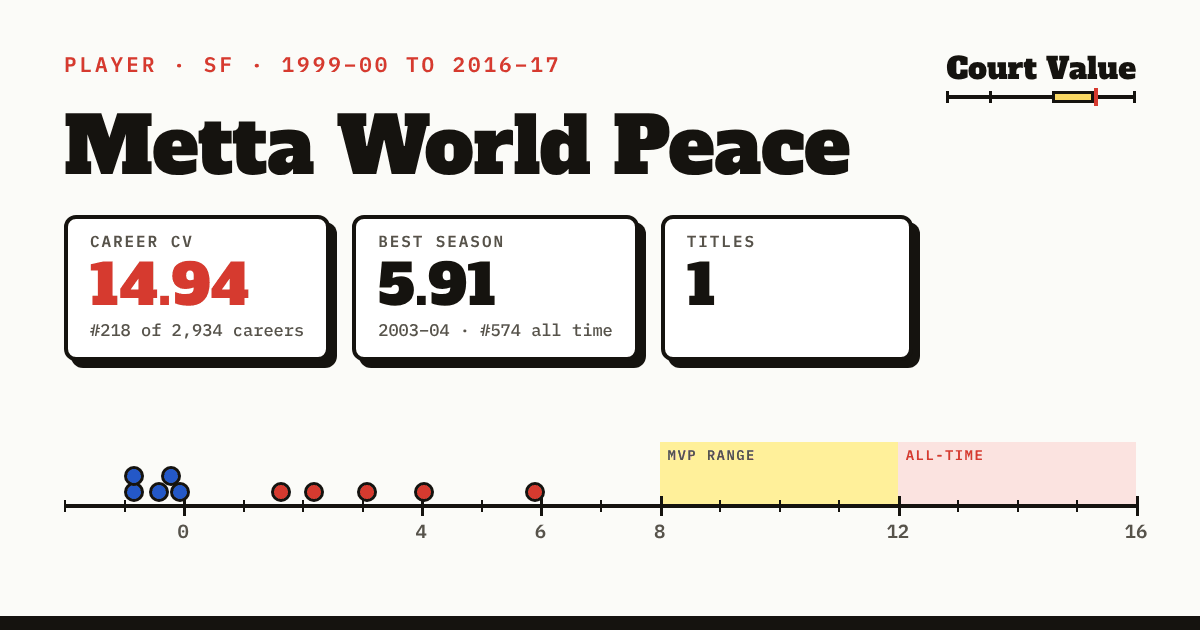 PLAYER · SF · 1999–00 TO 2016–17
Court Value
Metta World Peace
CAREER CV
14.94
#218 of 2,934 careers
BEST SEASON
5.91
2003–04 · #574 all time
TITLES
1
MVP RANGE
ALL-TIME
0 4 6 8 12 16